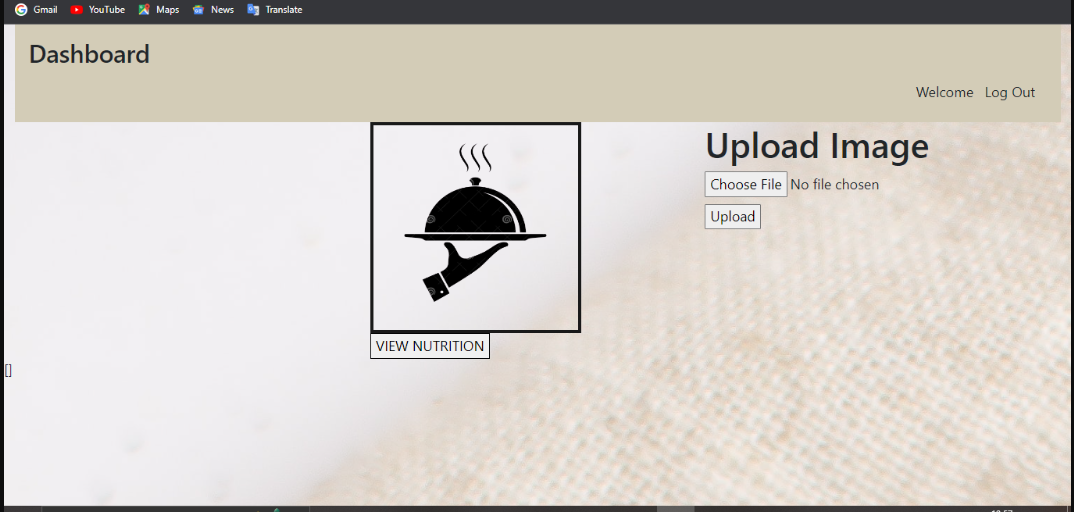 Gmail YouTube Maps News Translate
Dashboard
Welcome Log Out
Upload Image
Choose File No file chosen
Upload
VIEW NUTRITION
[]